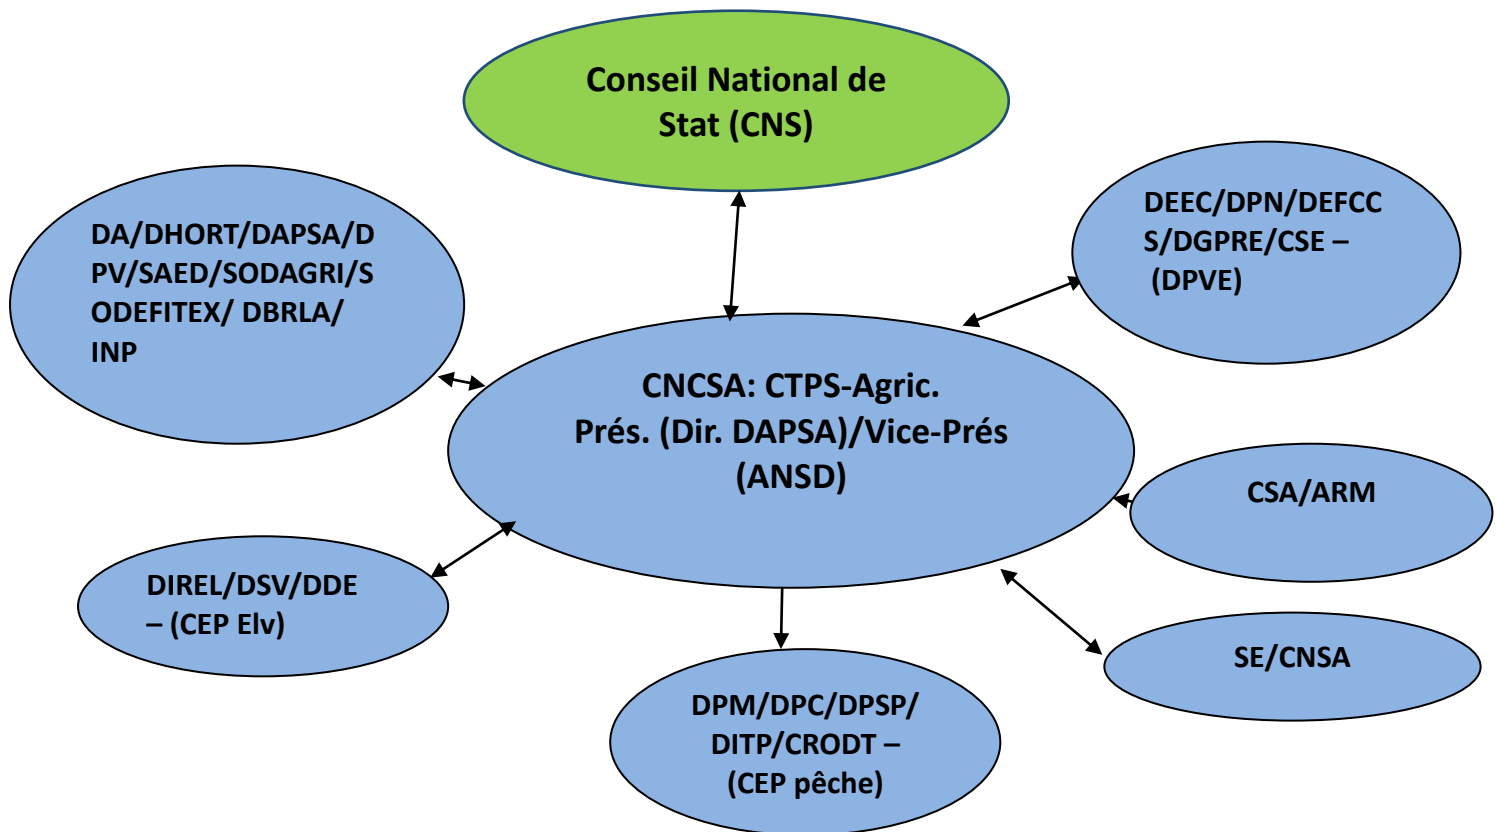 Conseil National de
Stat (CNS)
DA/DHORT/DAPSA/D
PV/SAED/SODAGRI/S
ODEFITEX/ DBRLA/
INP
DEEC/DPN/DEFCC
S/DGPRE/CSE –
(DPVE)
CNCSA: CTPS-Agric.
Prés. (Dir. DAPSA)/Vice-Prés
(ANSD)
CSA/ARM
DIREL/DSV/DDE
– (CEP Elv)
SE/CNSA
DPM/DPC/DPSP/
DITP/CRODT –
(CEP pêche)